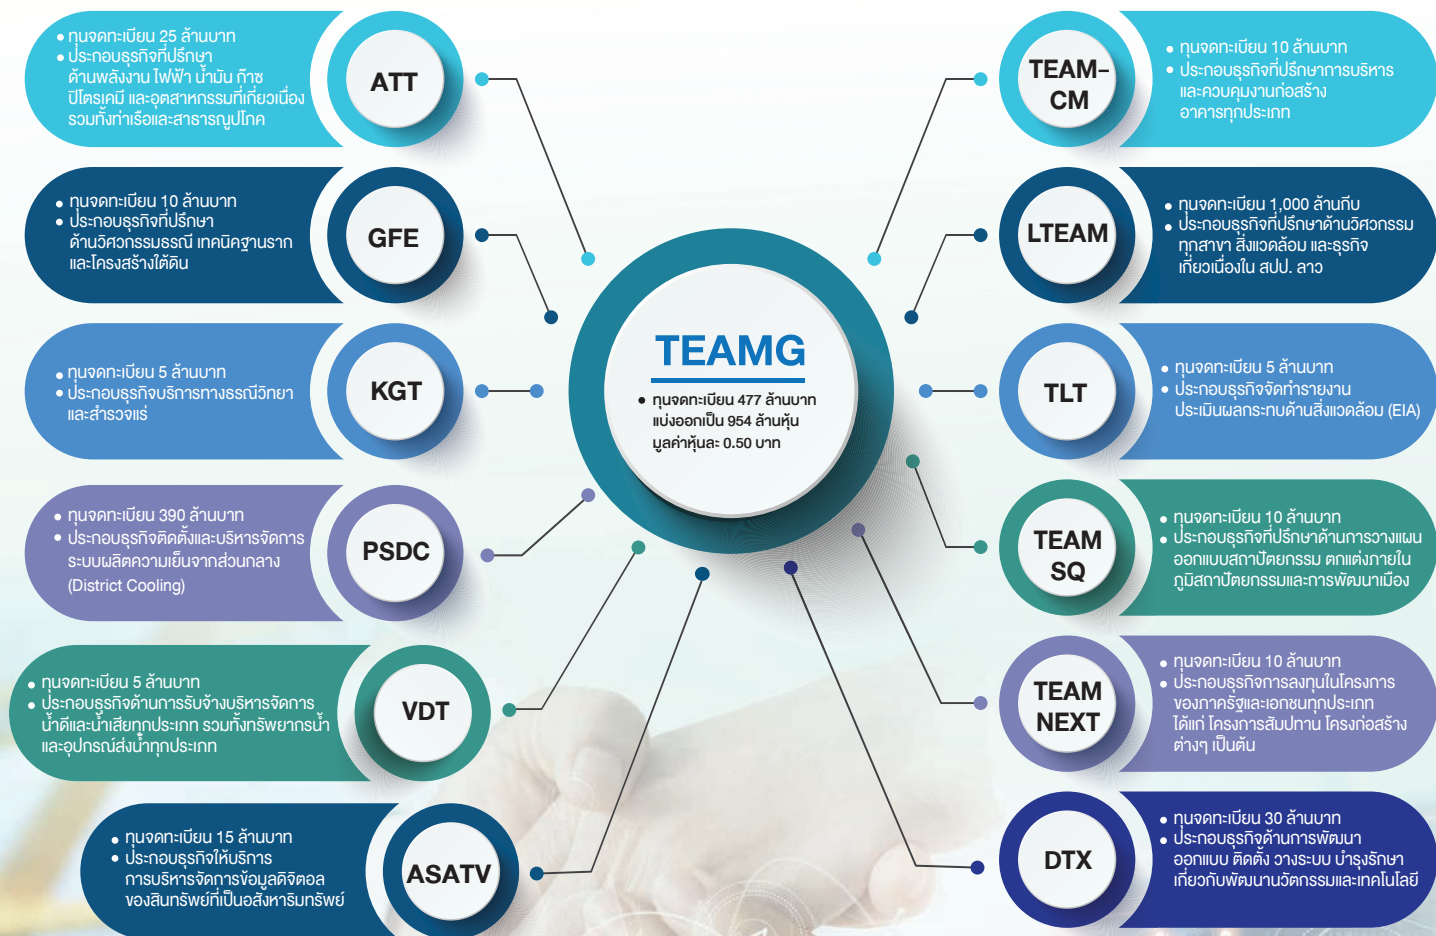 • ทุนจดทะเบียน 25 ล้านบาท
• ประกอบธุรกิจที่ปรึกษา
ด้านพลังงาน ไฟฟ้า น้ำมัน ก๊าซ
ปิโตรเคมี และอุตสาหกรรมที่เกี่ยวเนื่อง
รวมทั้งท่าเรือและสาธารณูปโภค
ATT
• ทุนจดทะเบียน 10 ล้านบาท
• ประกอบธุรกิจที่ปรึกษา
ด้านวิศวกรรมธรณี เทคนิคฐานราก
และโครงสร้างใต้ดิน
GFE
• ทุนจดทะเบียน 5 ล้านบาท
• ประกอบธุรกิจบริการทางธรณีวิทยา
และสำรวจแร่
KGT
• ทุนจดทะเบียน 390 ล้านบาท
• ประกอบธุรกิจติดตั้งและบริหารจัดการ
ระบบผลิตความเย็นจากส่วนกลาง
(District Cooling)
PSDC
• ทุนจดทะเบียน 5 ล้านบาท
• ประกอบธุรกิจด้านการรับจ้างบริหารจัดการ
น้ำดีและน้ำเสียทุกประเภท รวมทั้งทรัพยากรน้ำ
และอุปกรณ์ส่งน้ำทุกประเภท
VDT
• ทุนจดทะเบียน 15 ล้านบาท
• ประกอบธุรกิจให้บริการ
การบริหารจัดการข้อมูลดิจิตอล
ของสินทรัพย์ที่เป็นอสังหาริมทรัพย์
ASATV
TEAMG
• ทุนจดทะเบียน 477 ล้านบาท
แบ่งออกเป็น 954 ล้านหุ้น
มูลค่าหุ้นละ 0.50 บาท
TEAM-
CM
• ทุนจดทะเบียน 10 ล้านบาท
• ประกอบธุรกิจที่ปรึกษาการบริหาร
และควบคุมงานก่อสร้าง
อาคารทุกประเภท
LTEAM
• ทุนจดทะเบียน 1,000 ล้านกีบ
• ประกอบธุรกิจที่ปรึกษาด้านวิศวกรรม
ทุกสาขา สิ่งแวดล้อม และธุรกิจ
เกี่ยวเนื่องใน สปป. ลาว
TLT
• ทุนจดทะเบียน 5 ล้านบาท
• ประกอบธุรกิจจัดทำรายงาน
ประเมินผลกระทบด้านสิ่งแวดล้อม (EIA)
TEAM
SQ
• ทุนจดทะเบียน 10 ล้านบาท
• ประกอบธุรกิจที่ปรึกษาด้านการวางแผน
ออกแบบสถาปัตยกรรม ตกแต่งภายใน
ภูมิสถาปัตยกรรมและการพัฒนาเมือง
TEAM
NEXT
• ทุนจดทะเบียน 10 ล้านบาท
• ประกอบธุรกิจการลงทุนในโครงการ
ของภาครัฐและเอกชนทุกประเภท
ได้แก่ โครงการสัมปทาน โครงก่อสร้าง
ต่างๆ เป็นต้น
DTX
• ทุนจดทะเบียน 30 ล้านบาท
• ประกอบธุรกิจด้านการพัฒนา
ออกแบบ ติดตั้ง วางระบบ บำรุงรักษา
เกี่ยวกับพัฒนานวัตกรรมและเทคโนโลยี